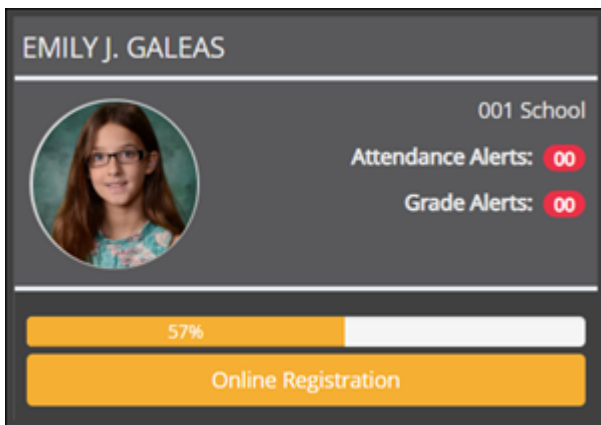 EMILY J. GALEAS
001 School
Attendance Alerts: 00
Grade Alerts: 00
57%
Online Registration